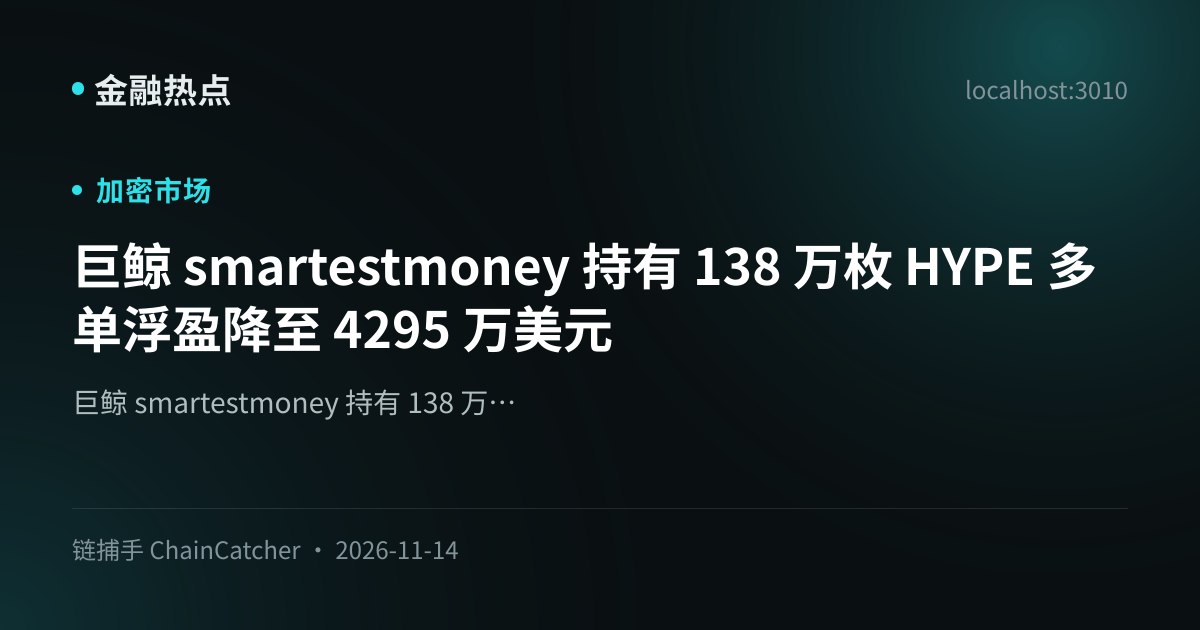 金融热点
localhost:3010
加密市场
巨鲸 smartestmoney 持有 138 万枚 HYPE 多
单浮盈降至 4295 万美元
巨鲸 smartestmoney 持有 138 万…
链捕手 ChainCatcher · 2026-11-14